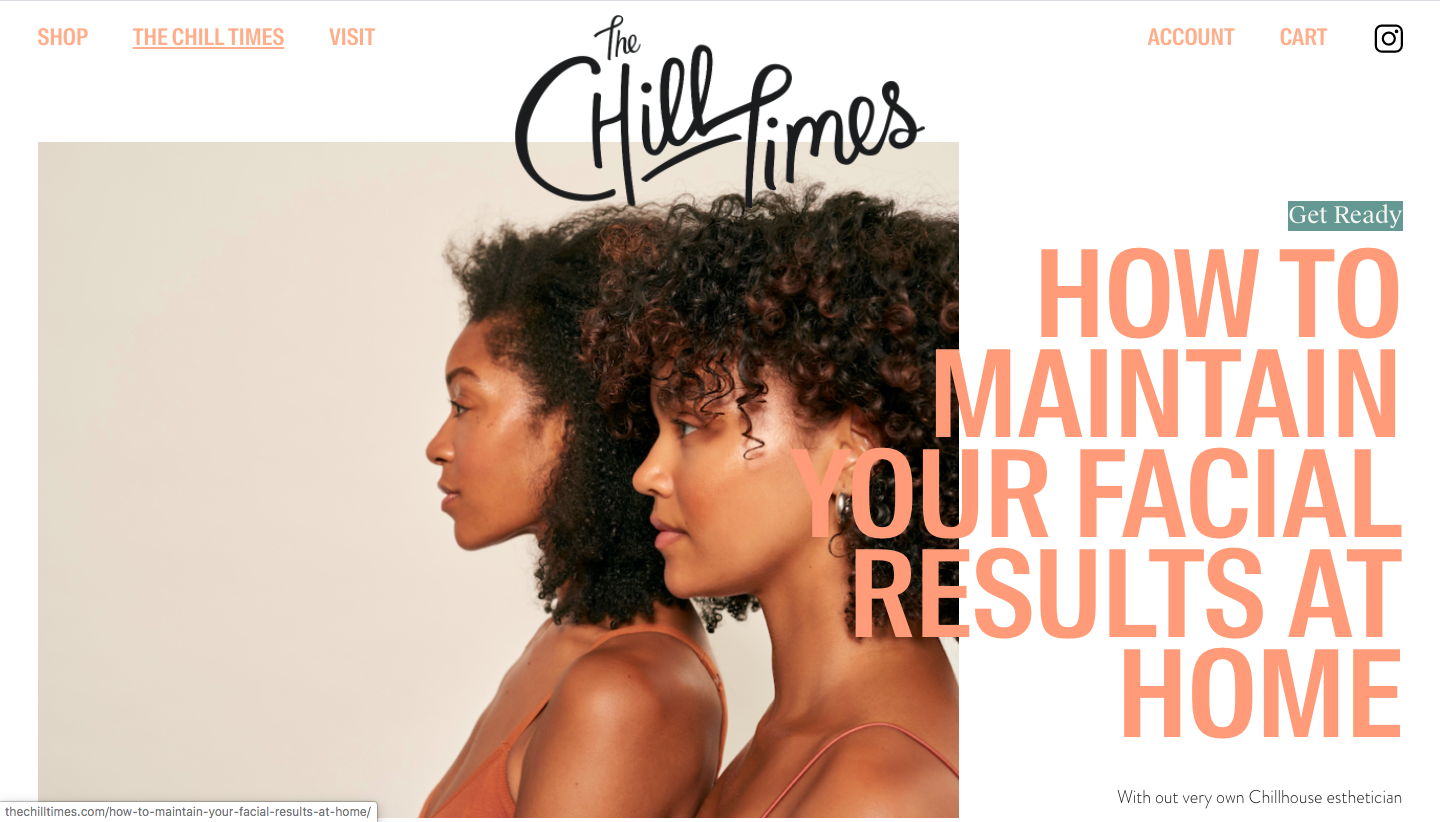 SHOP
THE CHILL TIMES
VISIT
The
Chill Times
ACCOUNT
CART
Get Ready
HOW TO
MAINTAIN
YOUR FACIAL
RESULTS AT
HOME
With out very own Chillhouse esthetician
thechilltimes.com/how-to-maintain-your-facial-results-at-home/